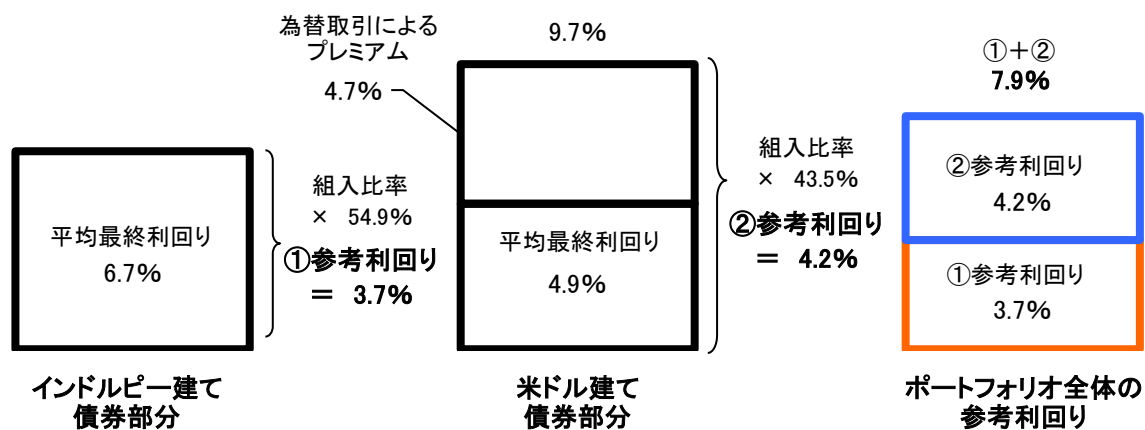 平均最終利回り
6.7%
組入比率
× 54.9%
①参考利回り
= 3.7%
インドルピー建て
債券部分
為替取引による
プレミアム
4.7%
9.7%
平均最終利回り
4.9%
組入比率
× 43.5%
②参考利回り
= 4.2%
米ドル建て
債券部分
①+②
7.9%
②参考利回り
4.2%
①参考利回り
3.7%
ポートフォリオ全体の
参考利回り